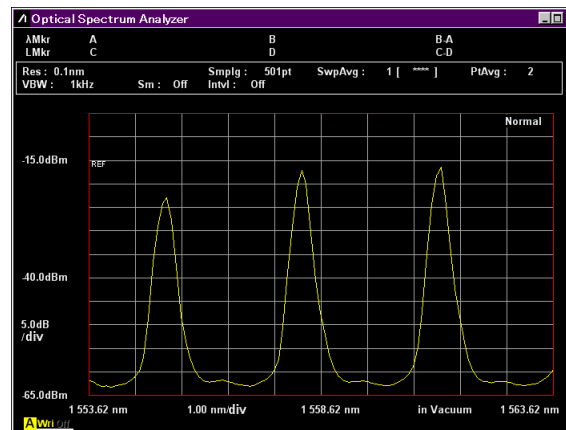 Optical Spectrum Analyzer
λMkr A B B-A
LMkr C D C-D
Res : 0.1nm Smplg : 501pt SwpAvg : 1 [ **** ] PtAvg : 2
VBW : 1kHz Sm : Off Intvl : Off
Normal
-15.0dBm
REF
-40.0dBm
5.0dB
/div
-65.0dBm
1 553.62 nm 1.00 nm/div 1 558.62 nm in Vacuum 1 563.62 nm
A Wri Off